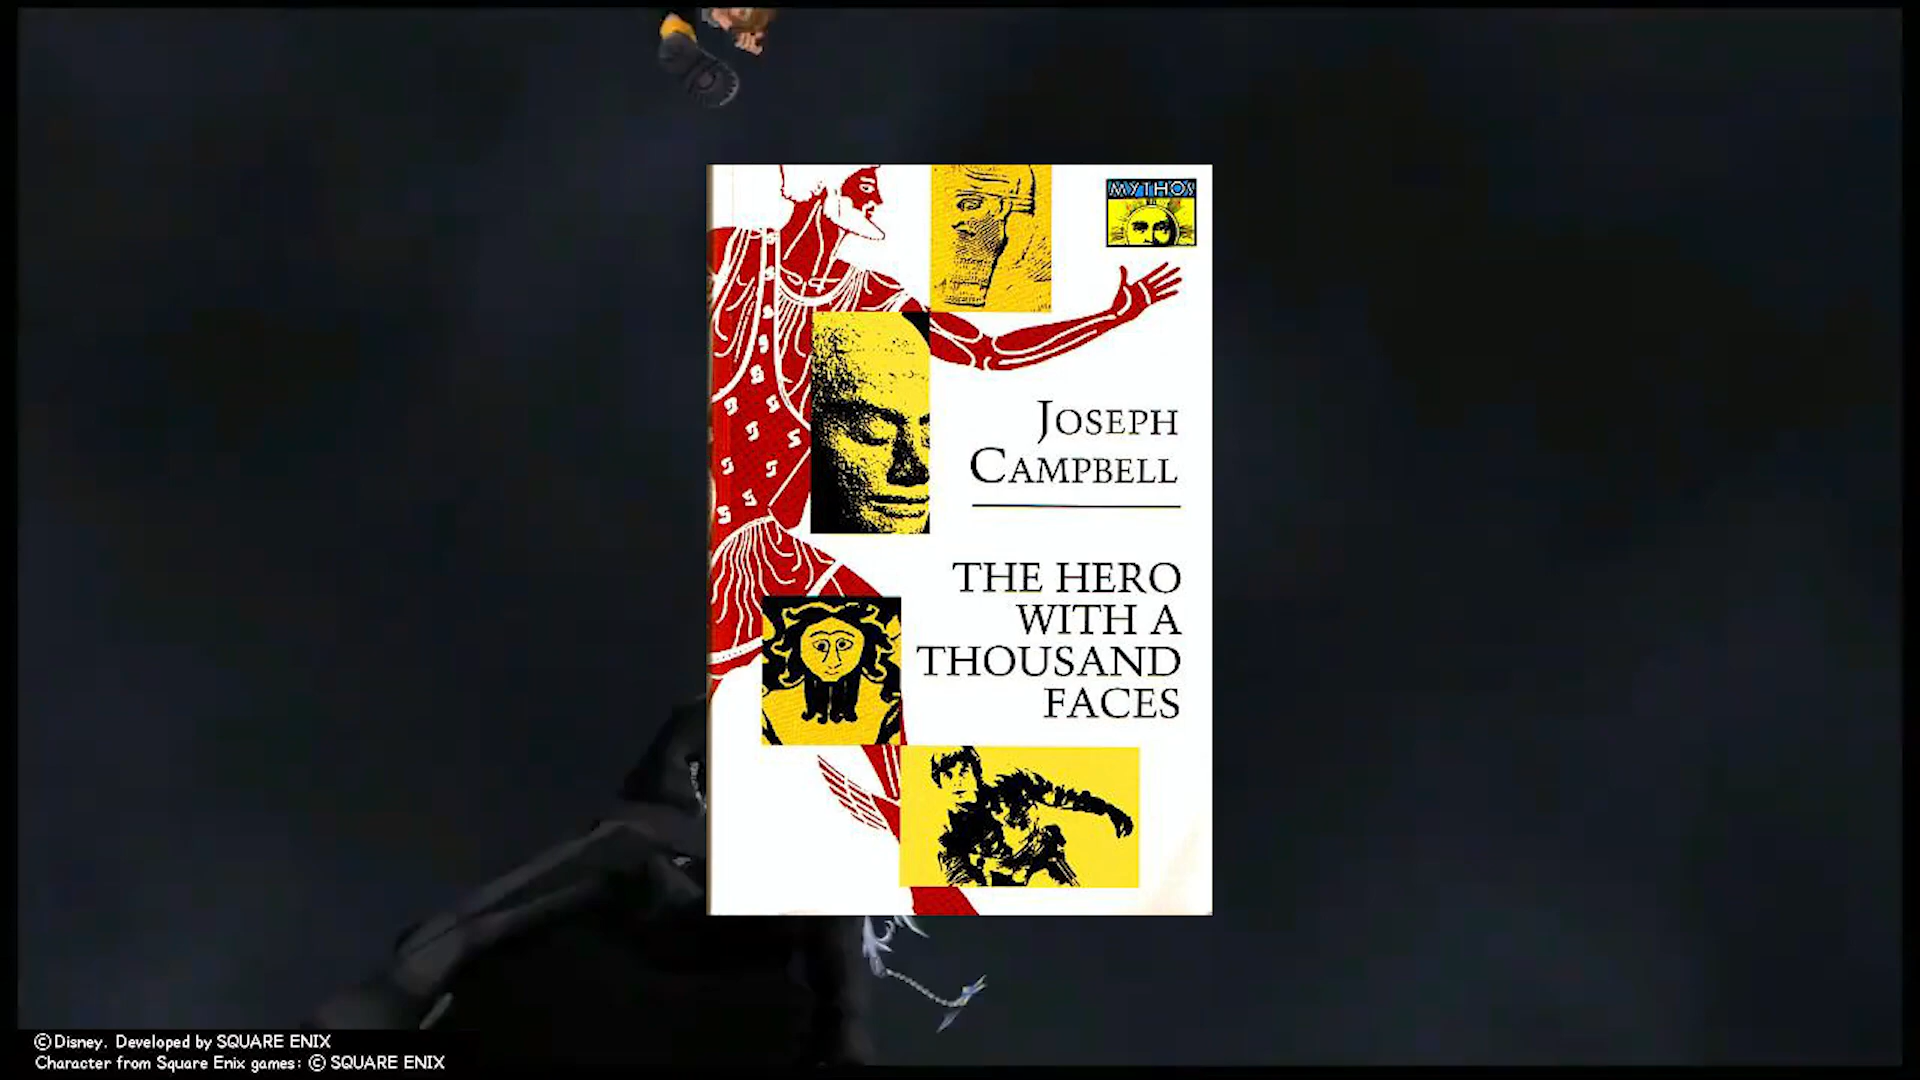 MYTHOS
JOSEPH
CAMPBELL
THE HERO
WITH A
THOUSAND
FACES
©Disney. Developed by SQUARE ENIX
Character from Square Enix games: © SQUARE ENIX